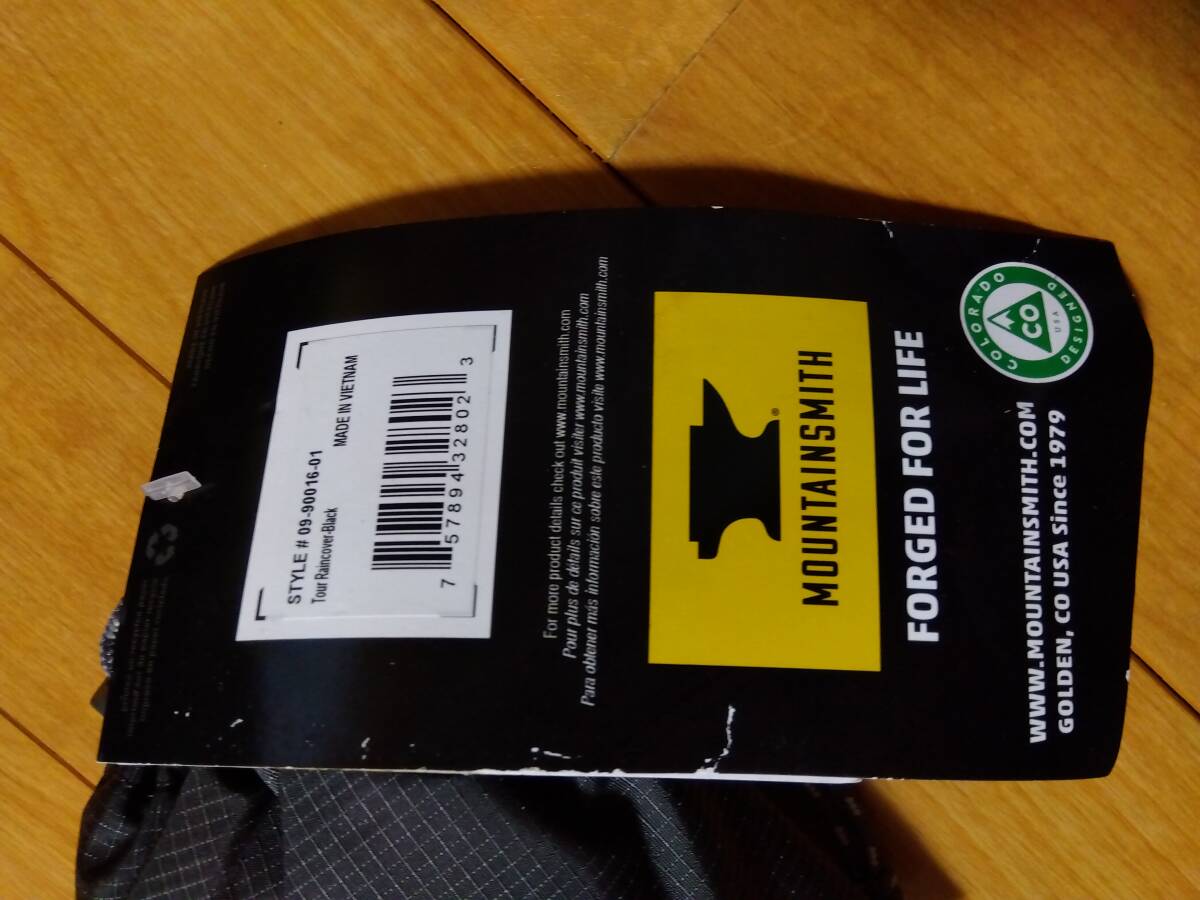 STYLE # 09-90016-01
Tour Raincover-Black
MADE IN VIETNAM
7 57894 32802 3
For more product details check out www.mountainsmith.com
Pour plus de détails sur ce produit visiter www.mountainsmith.com
Para obtener más información sobre este producto visite www.mountainsmith.com
®
MOUNTAINSMITH
FORGED FOR LIFE
COLORADO
CO
USA
DESIGNED
WWW.MOUNTAINSMITH.COM
GOLDEN, CO USA Since 1979